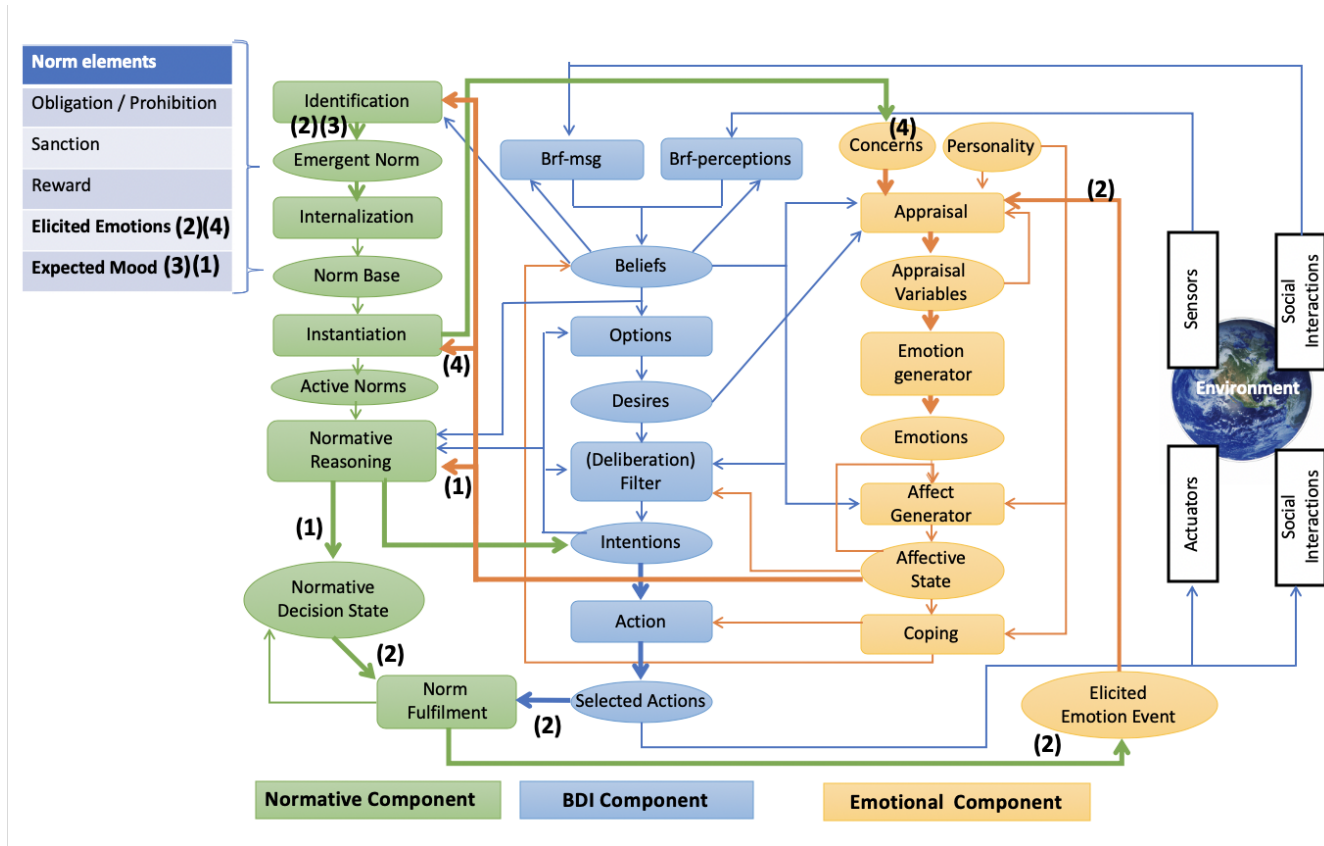 Norm elements
Obligation / Prohibition
Sanction
Reward
Elicited Emotions (2)(4)
Expected Mood (3)(1)
Identification
(2)(3)
Emergent Norm
Internalization
Norm Base
Instantiation
(4)
Active Norms
Normative
Reasoning
(1)
(1)
Normative
Decision State
(2)
Norm
Fulfilment
(2)
Brf-msg
Brf-perceptions
Beliefs
Options
Desires
(Deliberation)
Filter
Intentions
Action
Selected Actions
(4)
Concerns
Personality
(2)
Appraisal
Appraisal
Variables
Emotion
generator
Emotions
Affect
Generator
Affective
State
Coping
Elicited
Emotion Event
(2)
Sensors
Social
Interactions
Environment
Actuators
Social
Interactions
Normative Component
BDI Component
Emotional Component